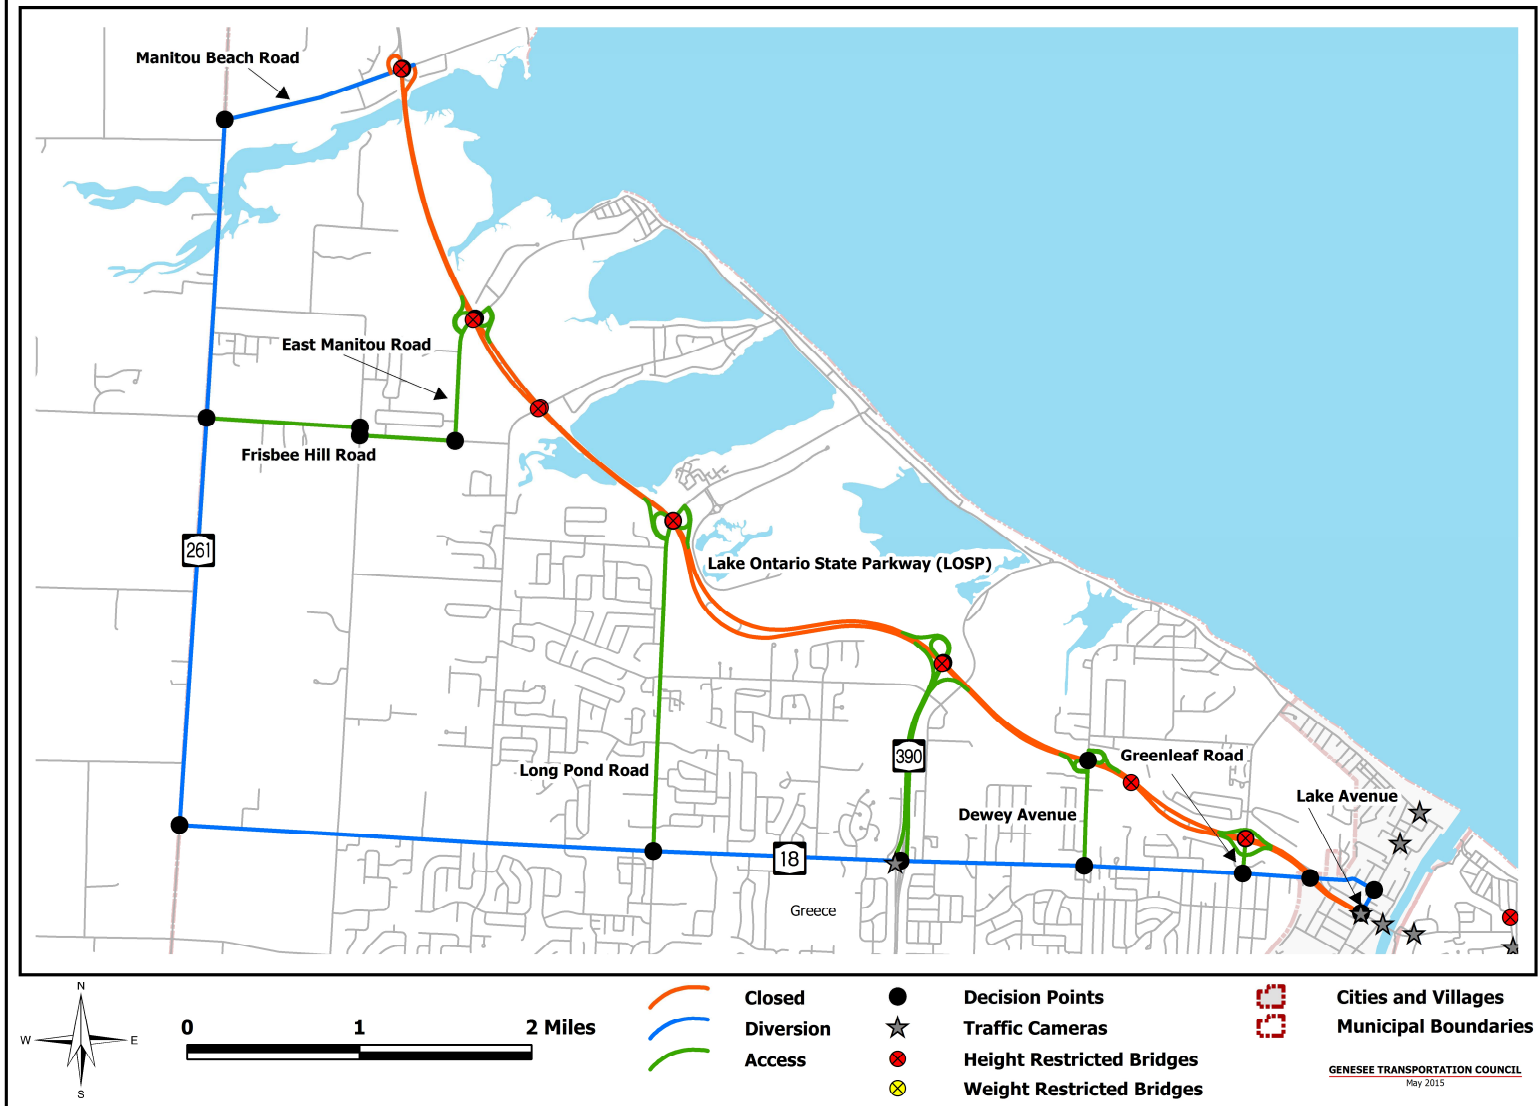 Manitou Beach Road
East Manitou Road
Frisbee Hill Road
261
Lake Ontario State Parkway (LOSP)
Long Pond Road
390
Greenleaf Road
Lake Avenue
Dewey Avenue
18
Greece
N
W
E
S
0 1 2 Miles
Closed
Diversion
Access
Decision Points
Traffic Cameras
Height Restricted Bridges
Weight Restricted Bridges
Cities and Villages
Municipal Boundaries
GENESEE TRANSPORTATION COUNCIL
May 2015